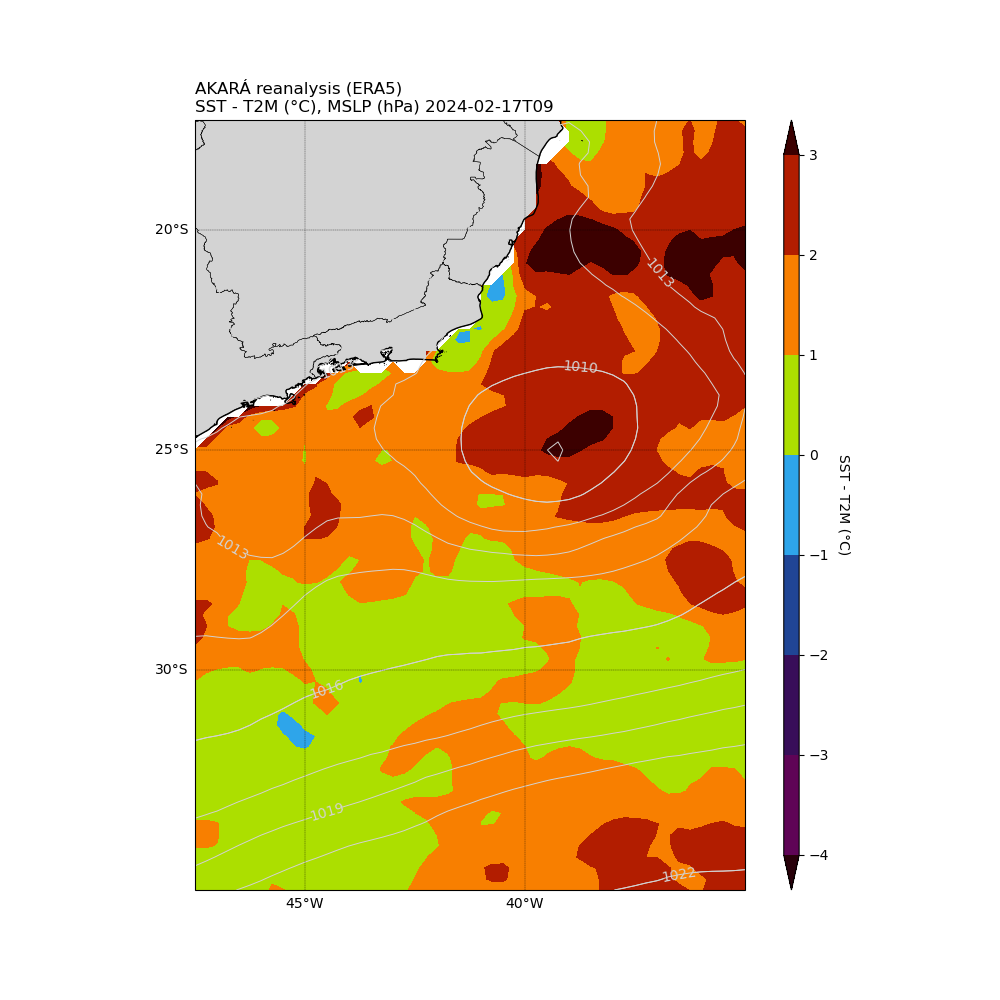 AKARÁ reanalysis (ERA5)
SST - T2M (°C), MSLP (hPa) 2024-02-17T09
3
20°S
2
1013
1
1010
0
25°S
SST - T2M (°C)
1013
−1
−2
30°S
1016
−3
1019
−4
1022
45°W
40°W